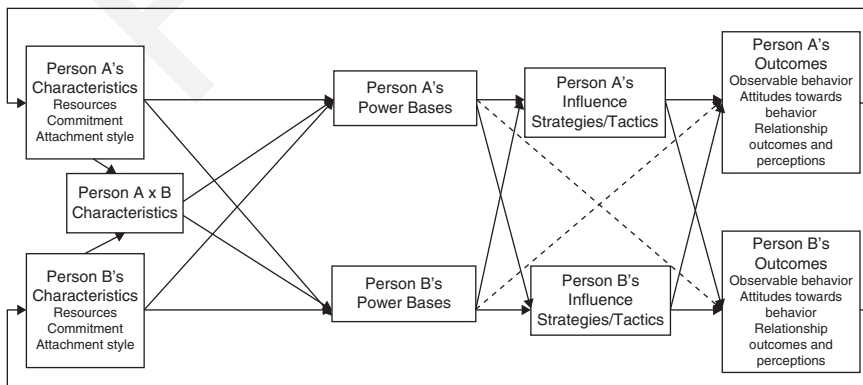 Person A's
Characteristics
Resources
Commitment
Attachment style
Person A x B
Characteristics
Person B's
Characteristics
Resources
Commitment
Attachment style
Person A's
Power Bases
Person B's
Power Bases
Person A's
Influence
Strategies/Tactics
Person B's
Influence
Strategies/Tactics
Person A's
Outcomes
Observable behavior
Attitudes towards
behavior
Relationship
outcomes and
perceptions
Person B's
Outcomes
Observable behavior
Attitudes towards
behavior
Relationship
outcomes and
perceptions